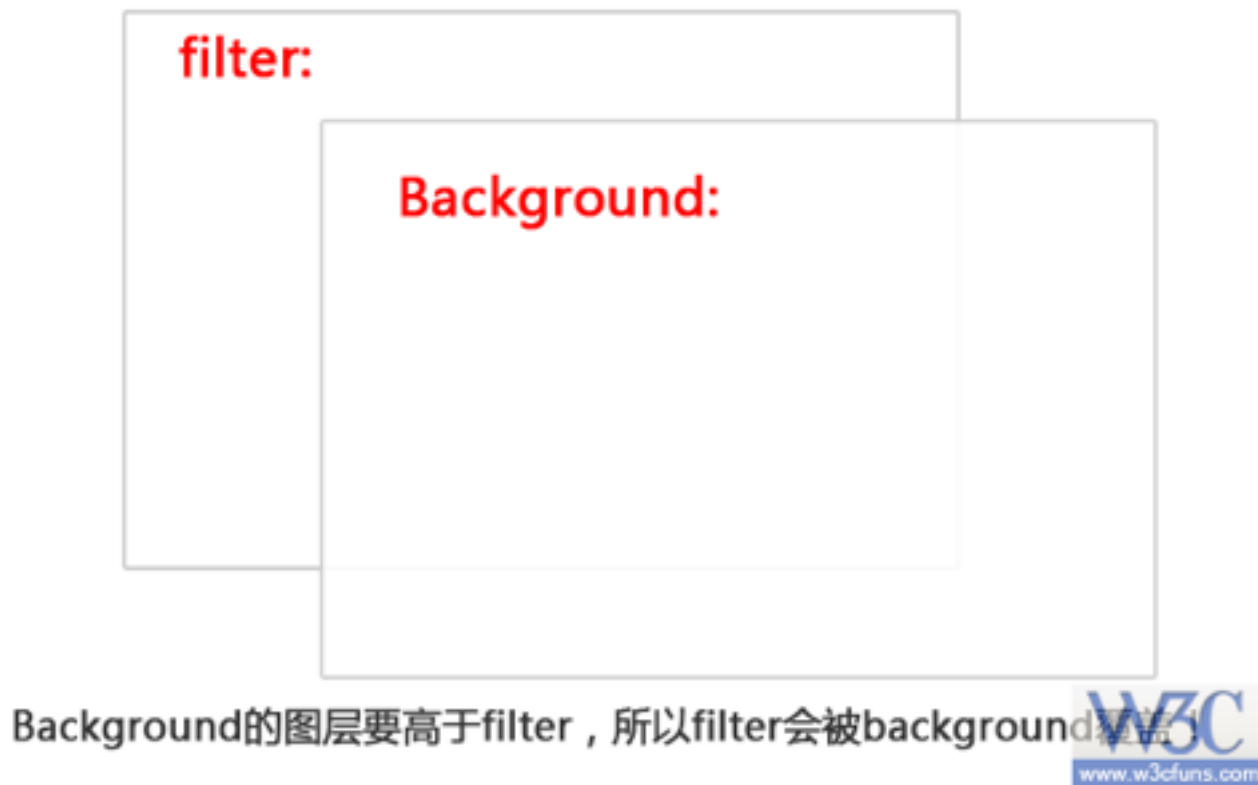 filter:
Background:
Background的图层要高于filter，所以filter会被background覆盖！
W3C
www.w3cfuns.com